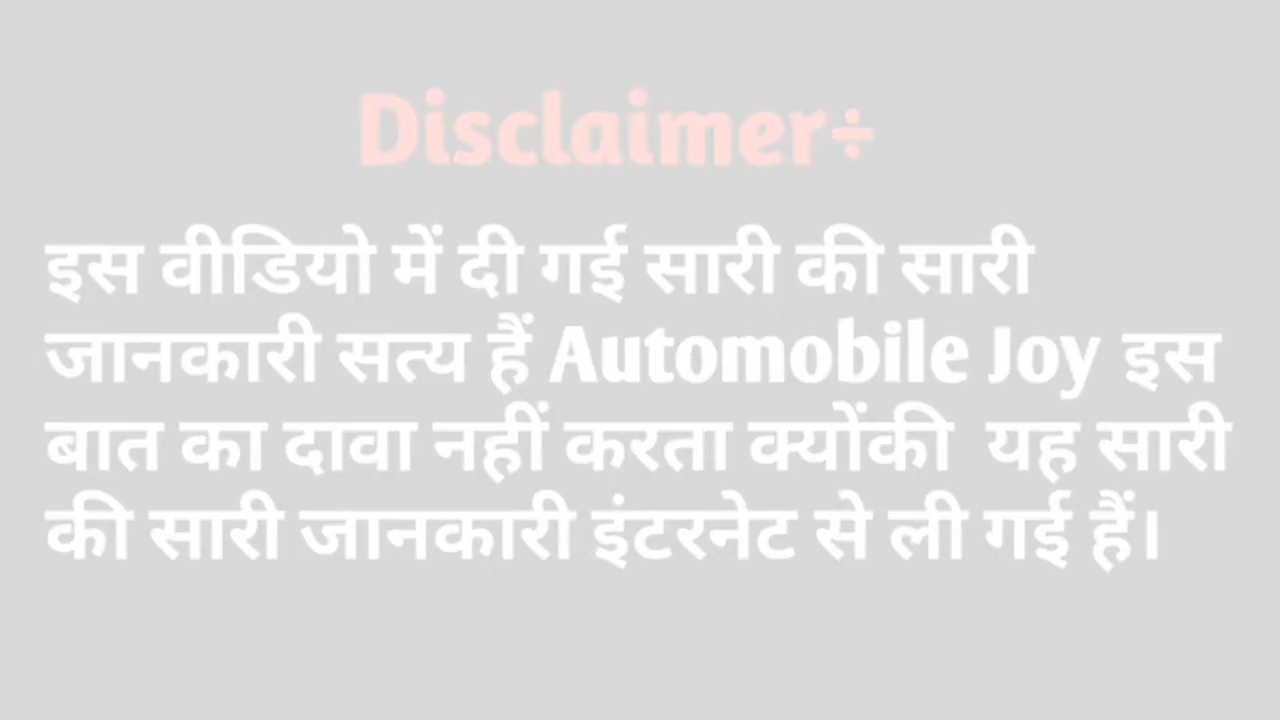 Disclaimer÷
इस वीडियो में दी गई सारी की सारी
जानकारी सत्य हैं Automobile Joy इस
बात का दावा नहीं करता क्योंकी यह सारी
की सारी जानकारी इंटरनेट से ली गई हैं।